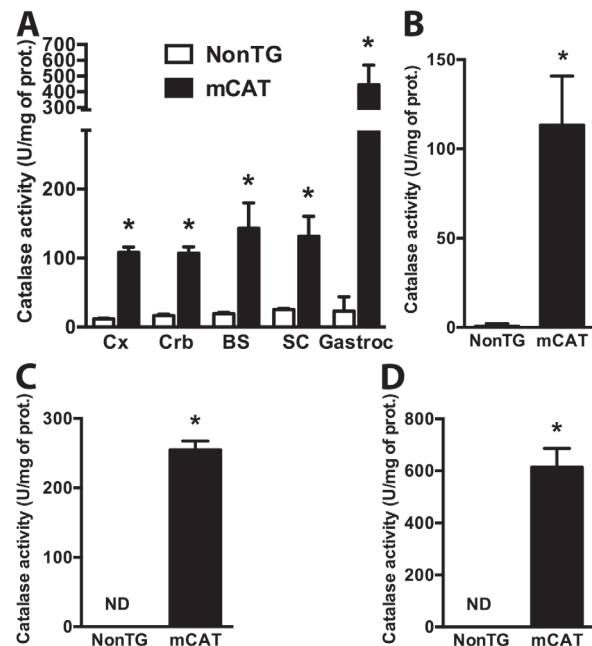 A
Catalase activity (U/mg of prot.)
700
600
500
400
300
200
100
0
NonTG
mCAT
*
*
*
*
*
Cx Crb BS SC Gastroc
B
Catalase activity (U/mg of prot.)
150
100
50
0
*
NonTG mCAT
C
Catalase activity (U/mg of prot.)
300
200
300
0
*
ND
NonTG mCAT
D
Catalase activity (U/mg of prot.)
800
600
400
200
0
*
ND
NonTG mCAT